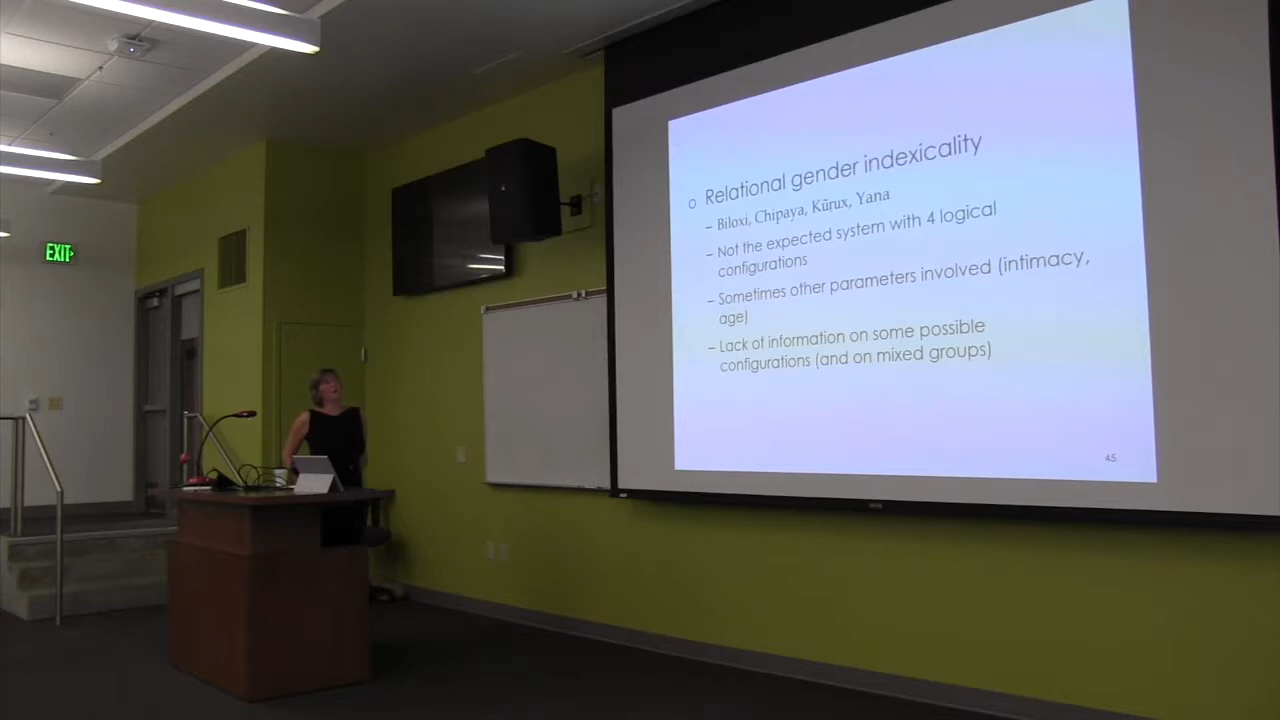 EXIT
o Relational gender indexicality
– Biloxi, Chipaya, Kūṛux, Yana
– Not the expected system with 4 logical
configurations
– Sometimes other parameters involved (intimacy,
age)
– Lack of information on some possible
configurations (and on mixed groups)
45